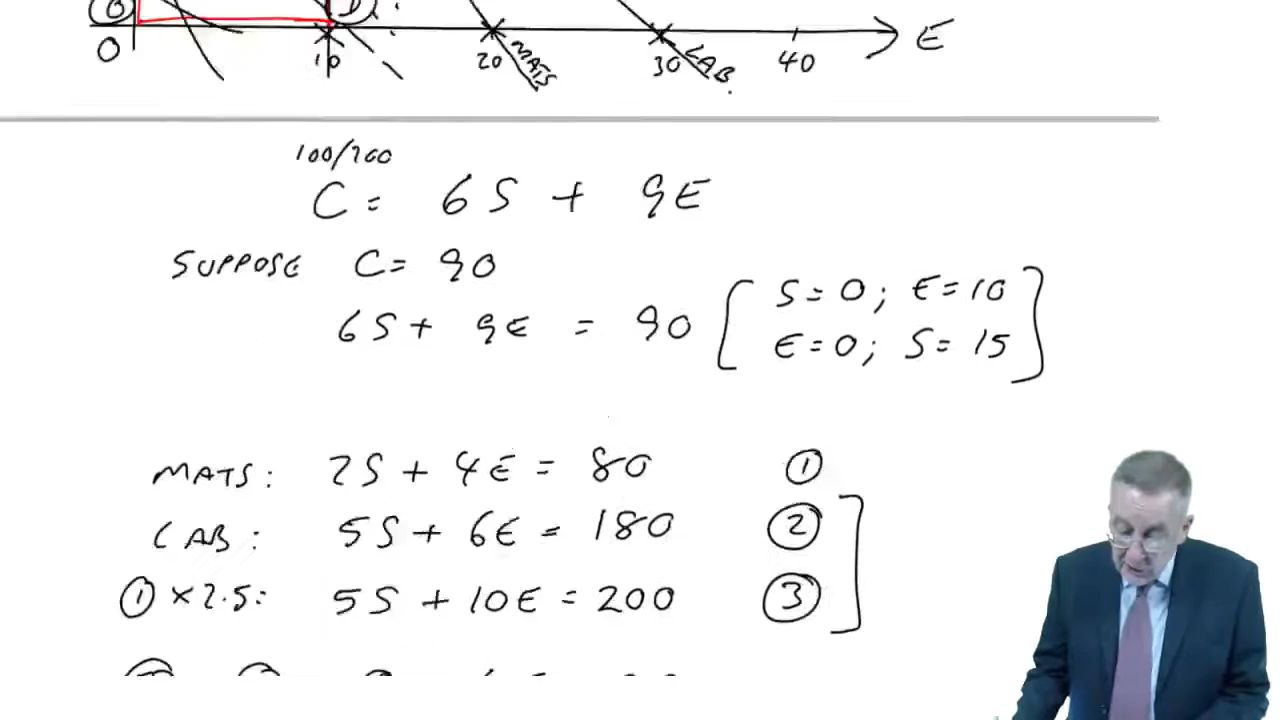 O
10 20 30 40 E
MATS
LAB.
100/200
C = 6S + 9E
SUPPOSE C = 90
6S + 9E = 90 [ S = 0; E = 10
E = 0; S = 15 ]
MATS: 2S + 4E = 80 ①
LAB: 5S + 6E = 180 ②
① × 2.5: 5S + 10E = 200 ③